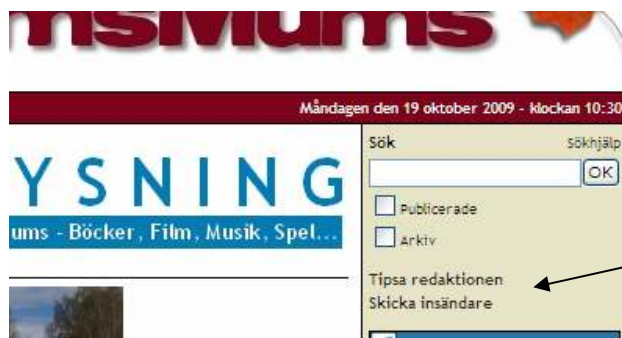 msMums
Måndagen den 19 oktober 2009 - klockan 10:30
Sök
Sökhjälp
OK
YSNING
Publicerade
ums - Böcker, Film, Musik, Spel...
Arkiv
Tipsa redaktionen
Skicka insändare